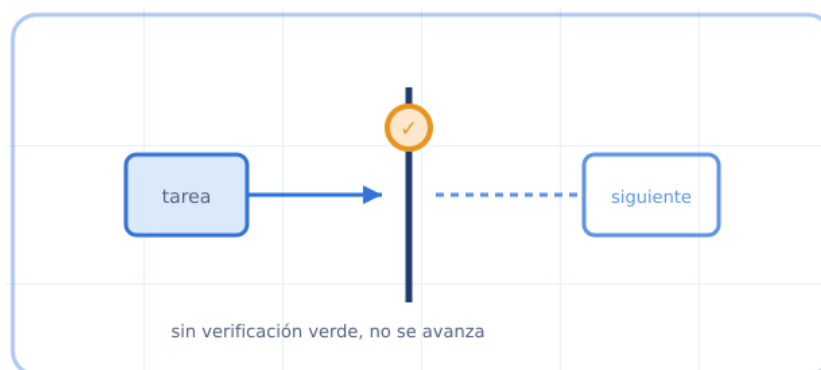 ✓
tarea
siguiente
sin verificación verde, no se avanza